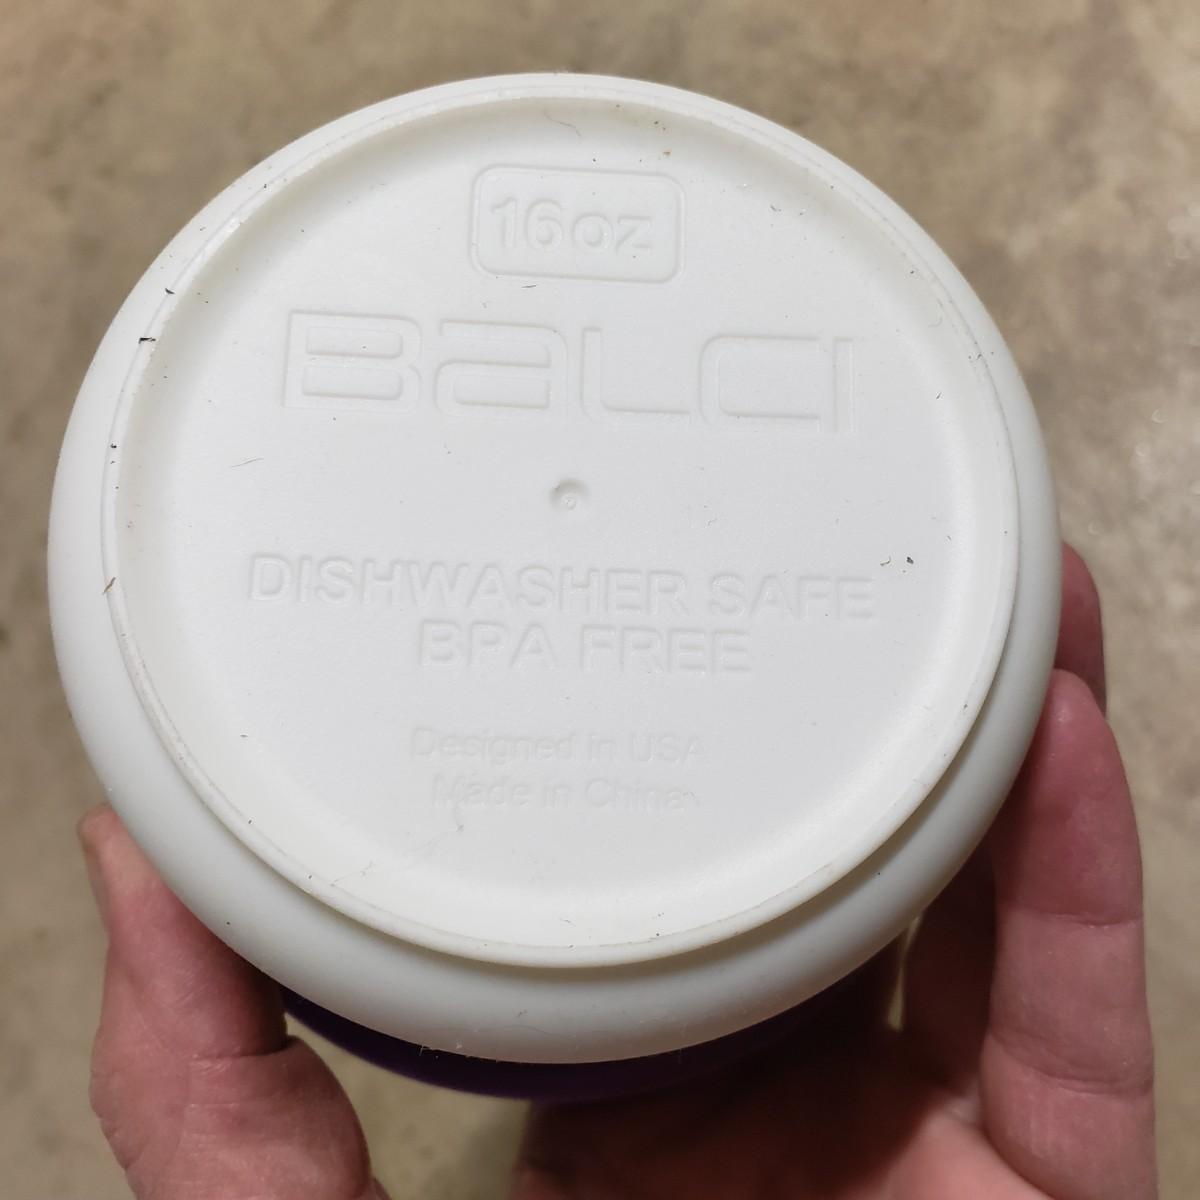 16oz
BaLCI
DISHWASHER SAFE
BPA FREE
Designed in USA
Made in China